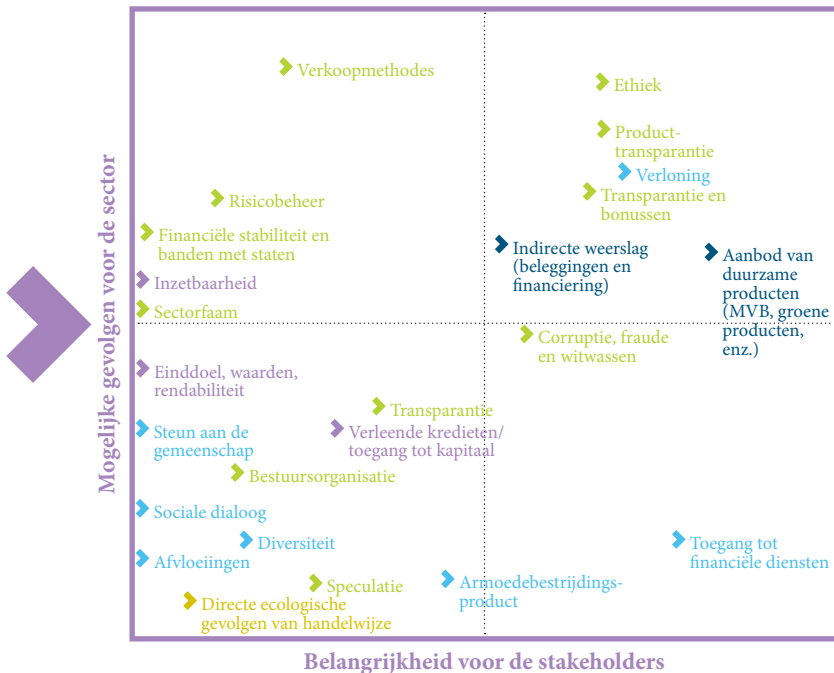 Verkoopmethodes
Ethiek
Product-
transparantie
Verloning
Transparantie en
bonussen
Risicobeheer
Financiële stabiliteit en
banden met staten
Indirecte weerslag
(beleggingen en
financiering)
Aanbod van
duurzame
producten
(MVB, groene
producten,
enz.)
Inzetbaarheid
Sectorfaam
Corruptie, fraude
en witwassen
Einddoel, waarden,
rendabiliteit
Transparantie
Steun aan de
gemeenschap
Verleende kredieten/
toegang tot kapitaal
Bestuursorganisatie
Sociale dialoog
Diversiteit
Afvloeiingen
Toegang tot
financiële diensten
Speculatie
Armoedebestrijdings-
product
Directe ecologische
gevolgen van handelwijze
Mogelijke gevolgen voor de sector
Belangrijkheid voor de stakeholders